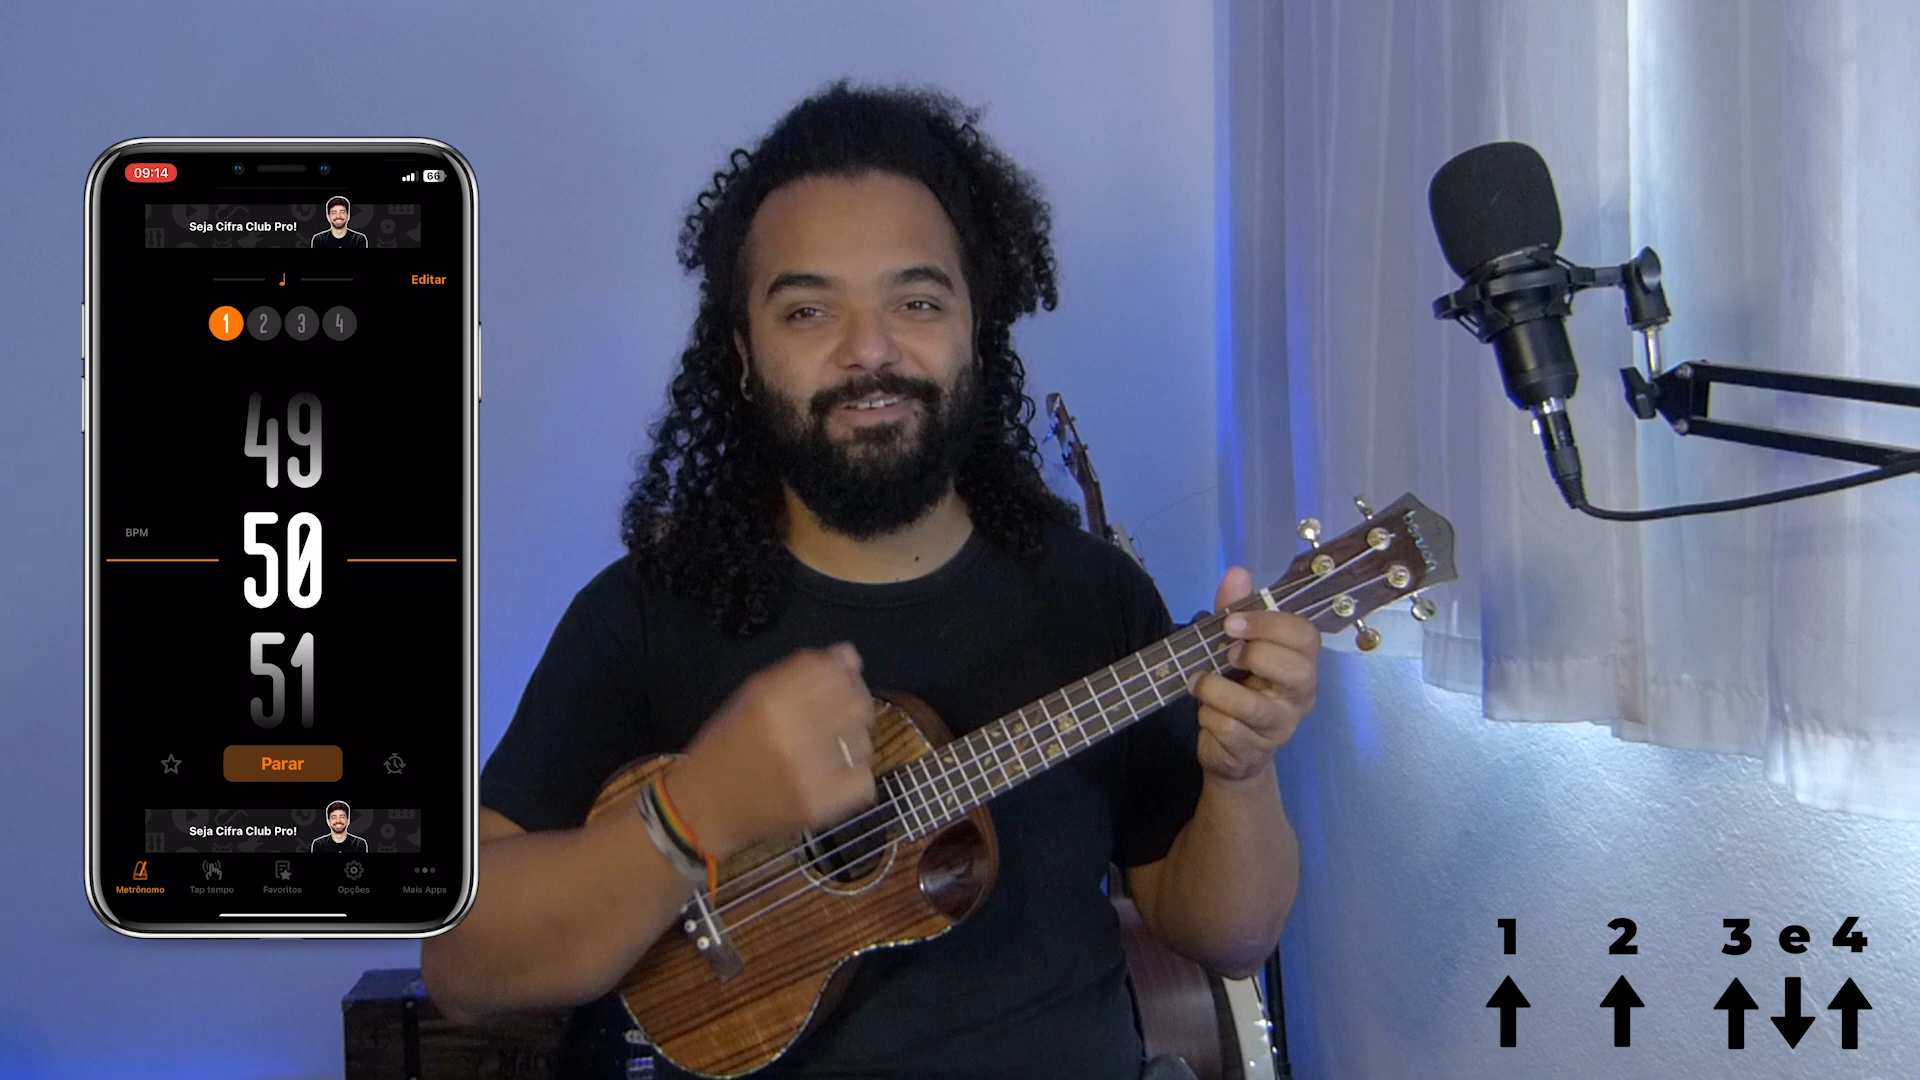 09:14
66
Seja Cifra Club Pro!
Editar
1 2 3 4
49
BPM
50
51
Parar
Seja Cifra Club Pro!
Metrônomo Tap tempo Favoritos Opções Mais Apps
1 2 3 e 4